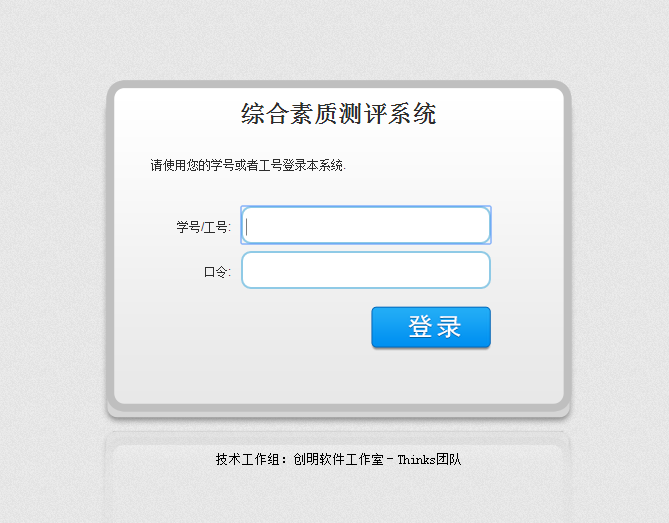 综合素质测评系统
请使用您的学号或者工号登录本系统.
学号/工号:
口令:
登录
技术工作组：创明软件工作室－Thinks团队